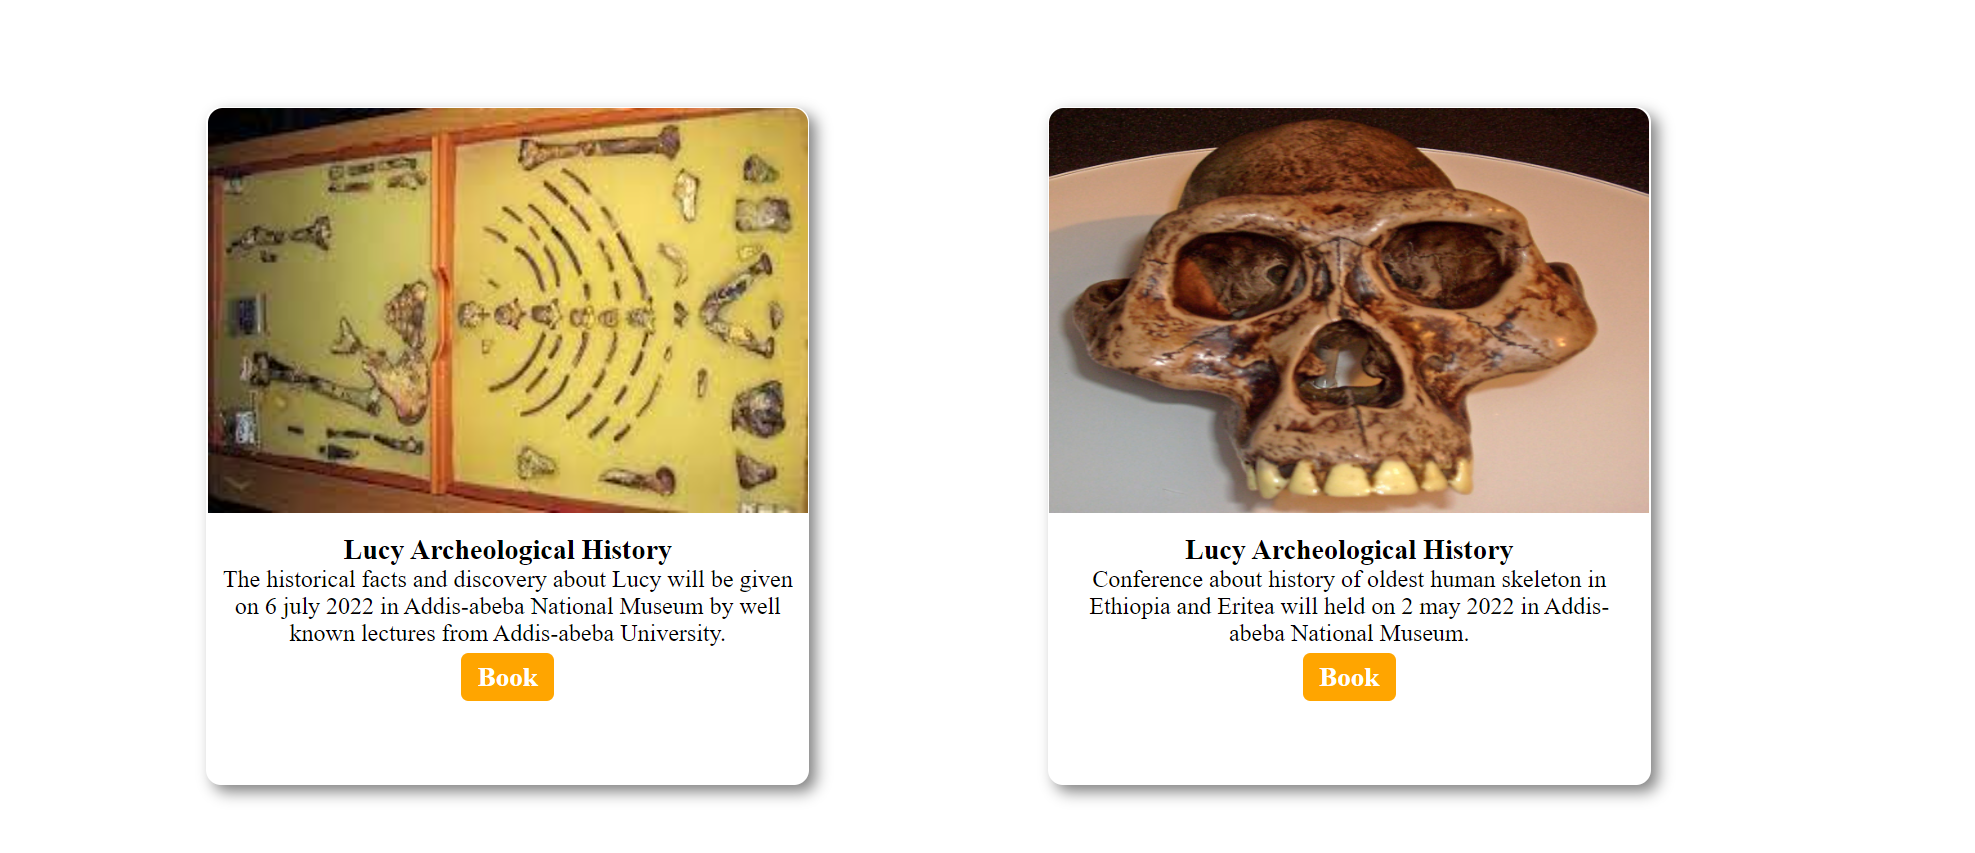 Lucy Archeological History
The historical facts and discovery about Lucy will be given
on 6 july 2022 in Addis-abeba National Museum by well
known lectures from Addis-abeba University.
Book
Lucy Archeological History
Conference about history of oldest human skeleton in
Ethiopia and Eritea will held on 2 may 2022 in Addis-
abeba National Museum.
Book